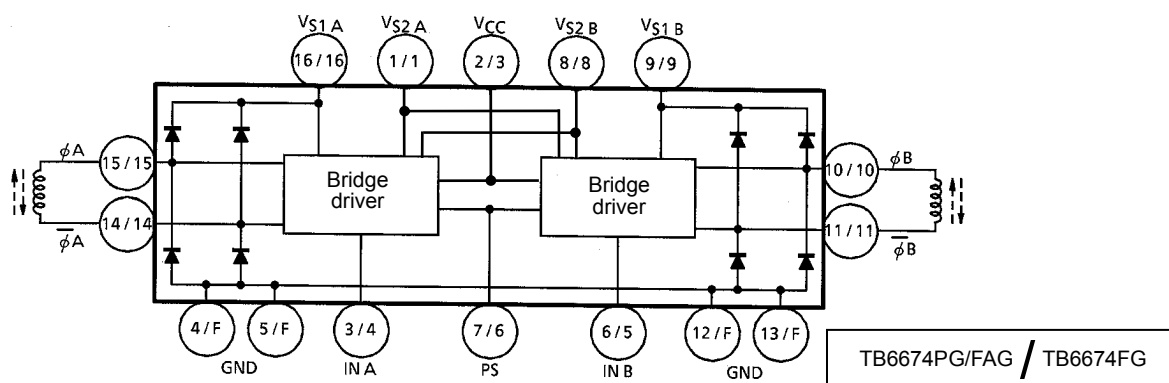 VS1 A VS2 A VCC VS2 B VS1 B
16 / 16 1 / 1 2 / 3 8 / 8 9 / 9
ϕA 15 / 15 Bridge driver Bridge driver 10 / 10 ϕB
ϕ̅A 14 / 14 11 / 11 ϕ̅B
4 / F 5 / F 3 / 4 7 / 6 6 / 5 12 / F 13 / F
GND IN A PS IN B GND
TB6674PG/FAG / TB6674FG